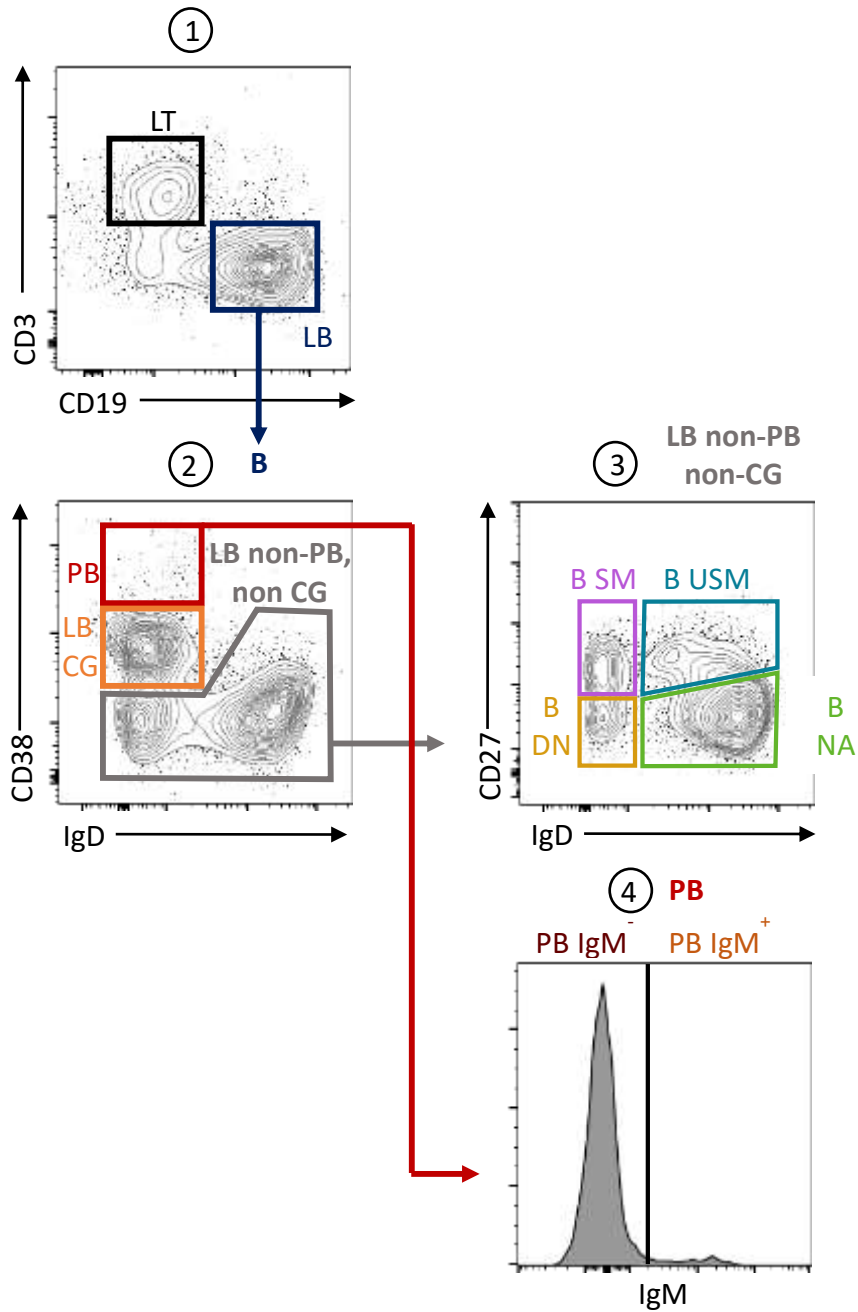 1
LT
CD3
LB
CD19
2
B
PB
LB non-PB,
non CG
LB
CG
CD38
IgD
3
LB non-PB
non-CG
B SM
B USM
B
DN
B
NA
CD27
IgD
4
PB
PB IgM-
PB IgM+
IgM